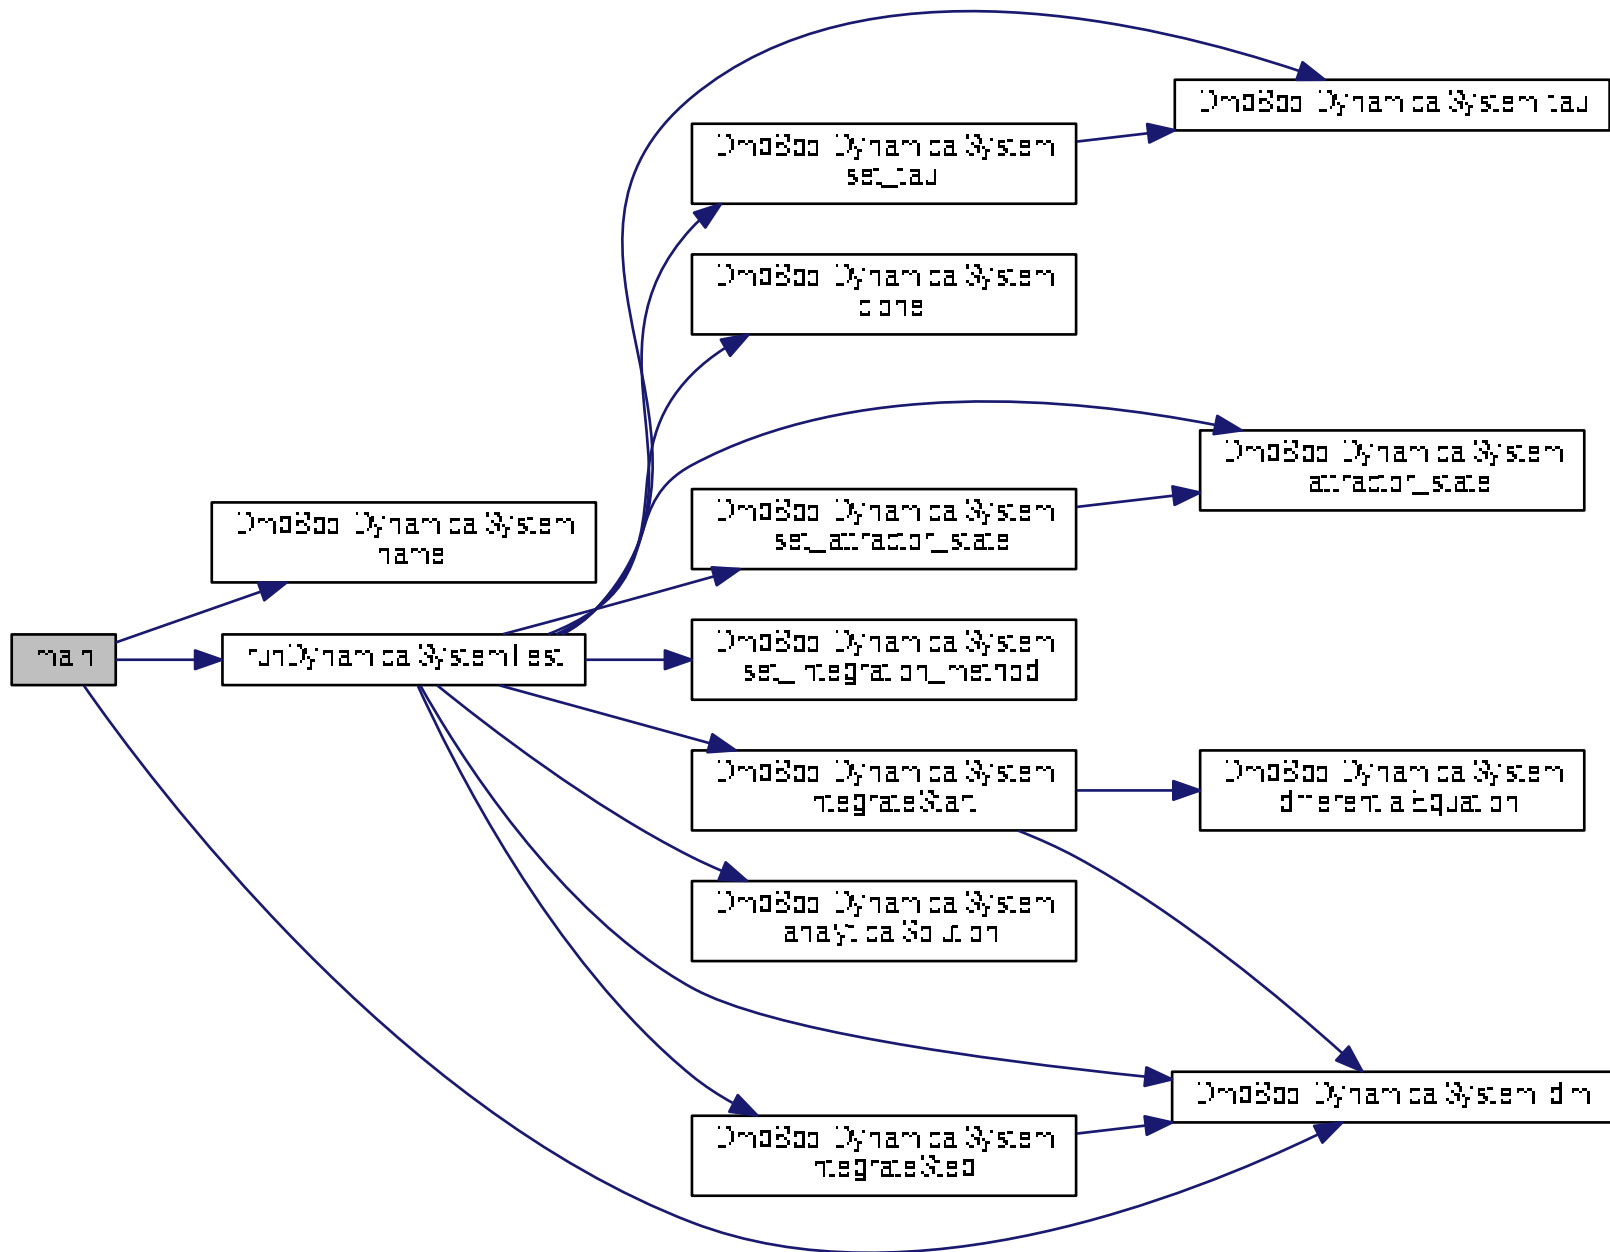 main
DmpBbo::DynamicalSystem
::name
runDynamicalSystemTest
DmpBbo::DynamicalSystem
::set_tau
DmpBbo::DynamicalSystem
::clone
DmpBbo::DynamicalSystem
::set_attractor_state
DmpBbo::DynamicalSystem
::set_integration_method
DmpBbo::DynamicalSystem
::integrateStart
DmpBbo::DynamicalSystem
::analyticalSolution
DmpBbo::DynamicalSystem
::integrateStep
DmpBbo::DynamicalSystem::tau
DmpBbo::DynamicalSystem
::attractor_state
DmpBbo::DynamicalSystem
::differentialEquation
DmpBbo::DynamicalSystem::dim